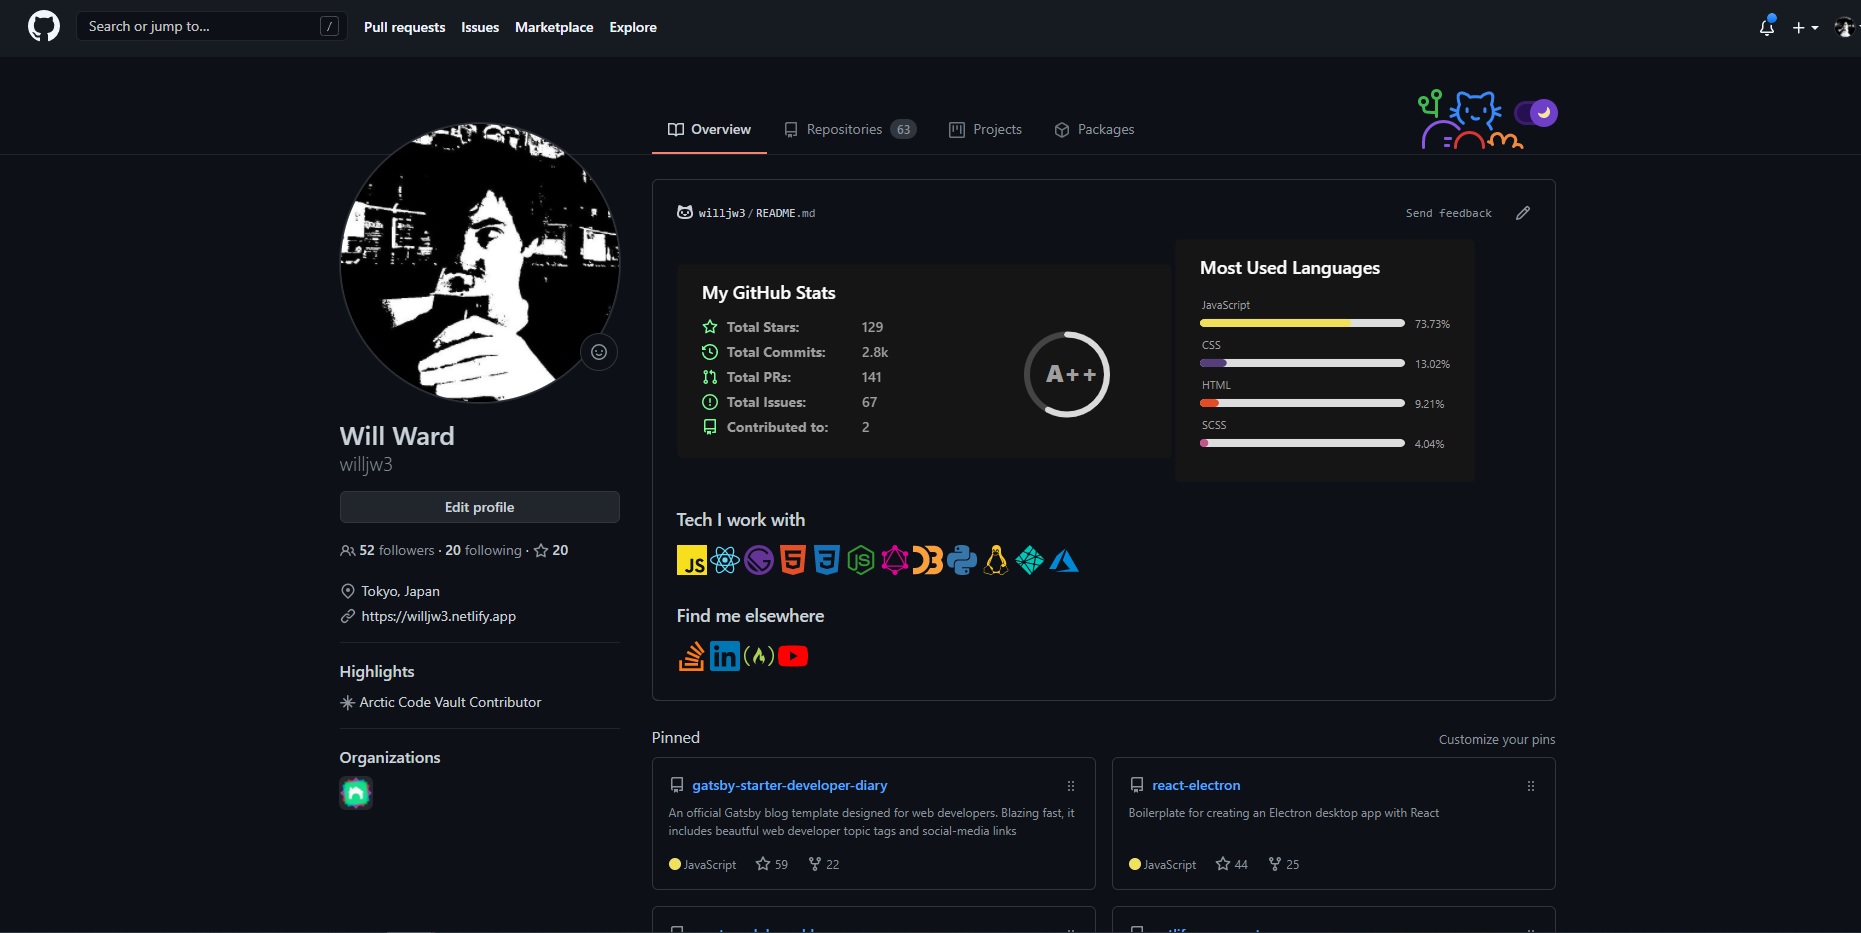 Search or jump to... /
Pull requests Issues Marketplace Explore
Overview Repositories 63 Projects Packages
willjw3/README.md
Send feedback
My GitHub Stats
Total Stars: 129
Total Commits: 2.8k
Total PRs: 141
Total Issues: 67
Contributed to: 2
A++
Most Used Languages
JavaScript
73.73%
CSS
13.02%
HTML
9.21%
SCSS
4.04%
Will Ward
willjw3
Edit profile
52 followers · 20 following · 20
Tokyo, Japan
https://willjw3.netlify.app
Highlights
Arctic Code Vault Contributor
Organizations
Tech I work with
JS 5 3 JS D3
Find me elsewhere
in
Pinned
Customize your pins
gatsby-starter-developer-diary
An official Gatsby blog template designed for web developers. Blazing fast, it
includes beautful web developer topic tags and social-media links
JavaScript 59 22
react-electron
Boilerplate for creating an Electron desktop app with React
JavaScript 44 25